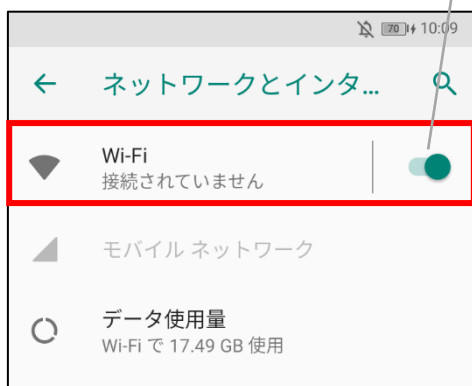 70 10:09
ネットワークとインタ...
Wi-Fi
接続されていません
モバイル ネットワーク
データ使用量
Wi-Fi で 17.49 GB 使用